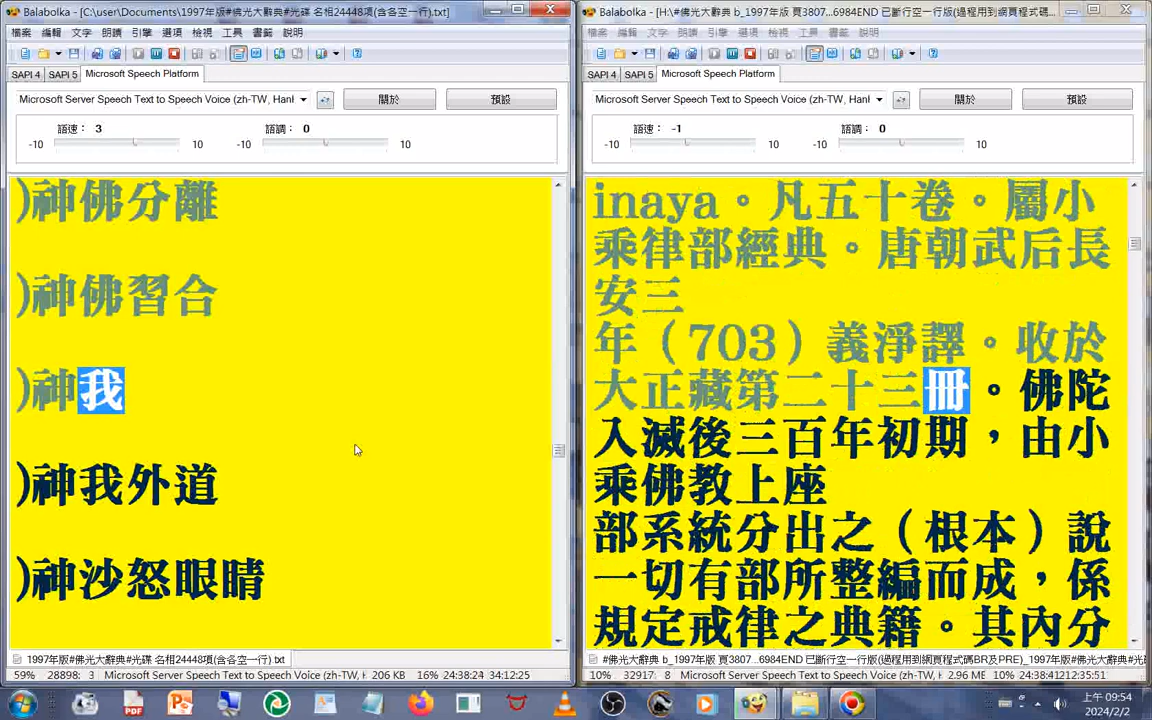 Balabolka - [C:\user\Documents\1997年版#佛光大辭典#光碟 名相24448項(含各空一行).txt]
檔案 編輯 文字 朗讀 引擎 選項 檢視 工具 書籤 說明
SAPI 4 SAPI 5 Microsoft Speech Platform
Microsoft Server Speech Text to Speech Voice (zh-TW, Hanl
關於 預設
語速： 3 語調： 0
-10 10 -10 10
)神佛分離
)神佛習合
)神我
)神我外道
)神沙怒眼睛
1997年版#佛光大辭典#光碟 名相24448項(含各空一行).txt
59% 28898: 3 Microsoft Server Speech Text to Speech Voice (zh-TW, H 206 KB 16% 24:38:24 34:12:25
Balabolka - [H:\#佛光大辭典 b_1997年版 頁3807...6984END 已斷行空一行版(過程用到網頁程式碼...
檔案 編輯 文字 朗讀 引擎 選項 檢視 工具 書籤 說明
SAPI 4 SAPI 5 Microsoft Speech Platform
Microsoft Server Speech Text to Speech Voice (zh-TW, Hanl
關於 預設
語速： -1 語調： 0
-10 10 -10 10
inaya。凡五十卷。屬小
乘律部經典。唐朝武后長
安三
年（703）義淨譯。收於
大正藏第二十三冊。佛陀
入滅後三百年初期，由小
乘佛教上座
部系統分出之（根本）說
一切有部所整編而成，係
規定戒律之典籍。其內分
#佛光大辭典 b_1997年版 頁3807...6984END 已斷行空一行版(過程用到網頁程式碼BR及PRE)_1997年版#佛光
10% 32917: 8 Microsoft Server Speech Text to Speech Voice (zh-TW, H 2.96 ME 10% 24:38:41212:35:51
上午 09:54
2024/2/2